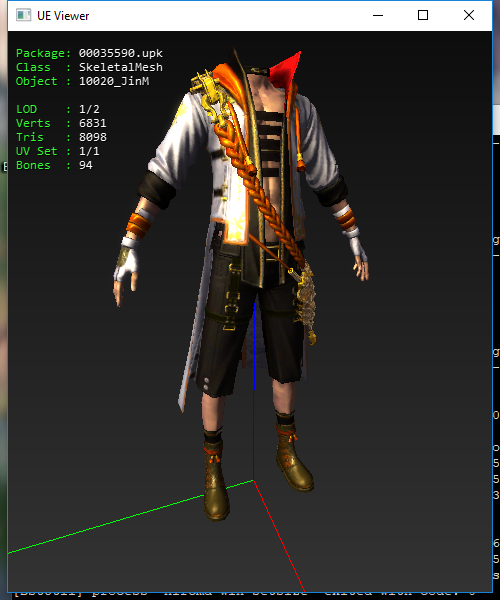 UE Viewer
Package: 00035590.upk
Class : SkeletalMesh
Object : 10020_JinM
LOD : 1/2
Verts : 6831
Tris : 8098
UV Set : 1/1
Bones : 94